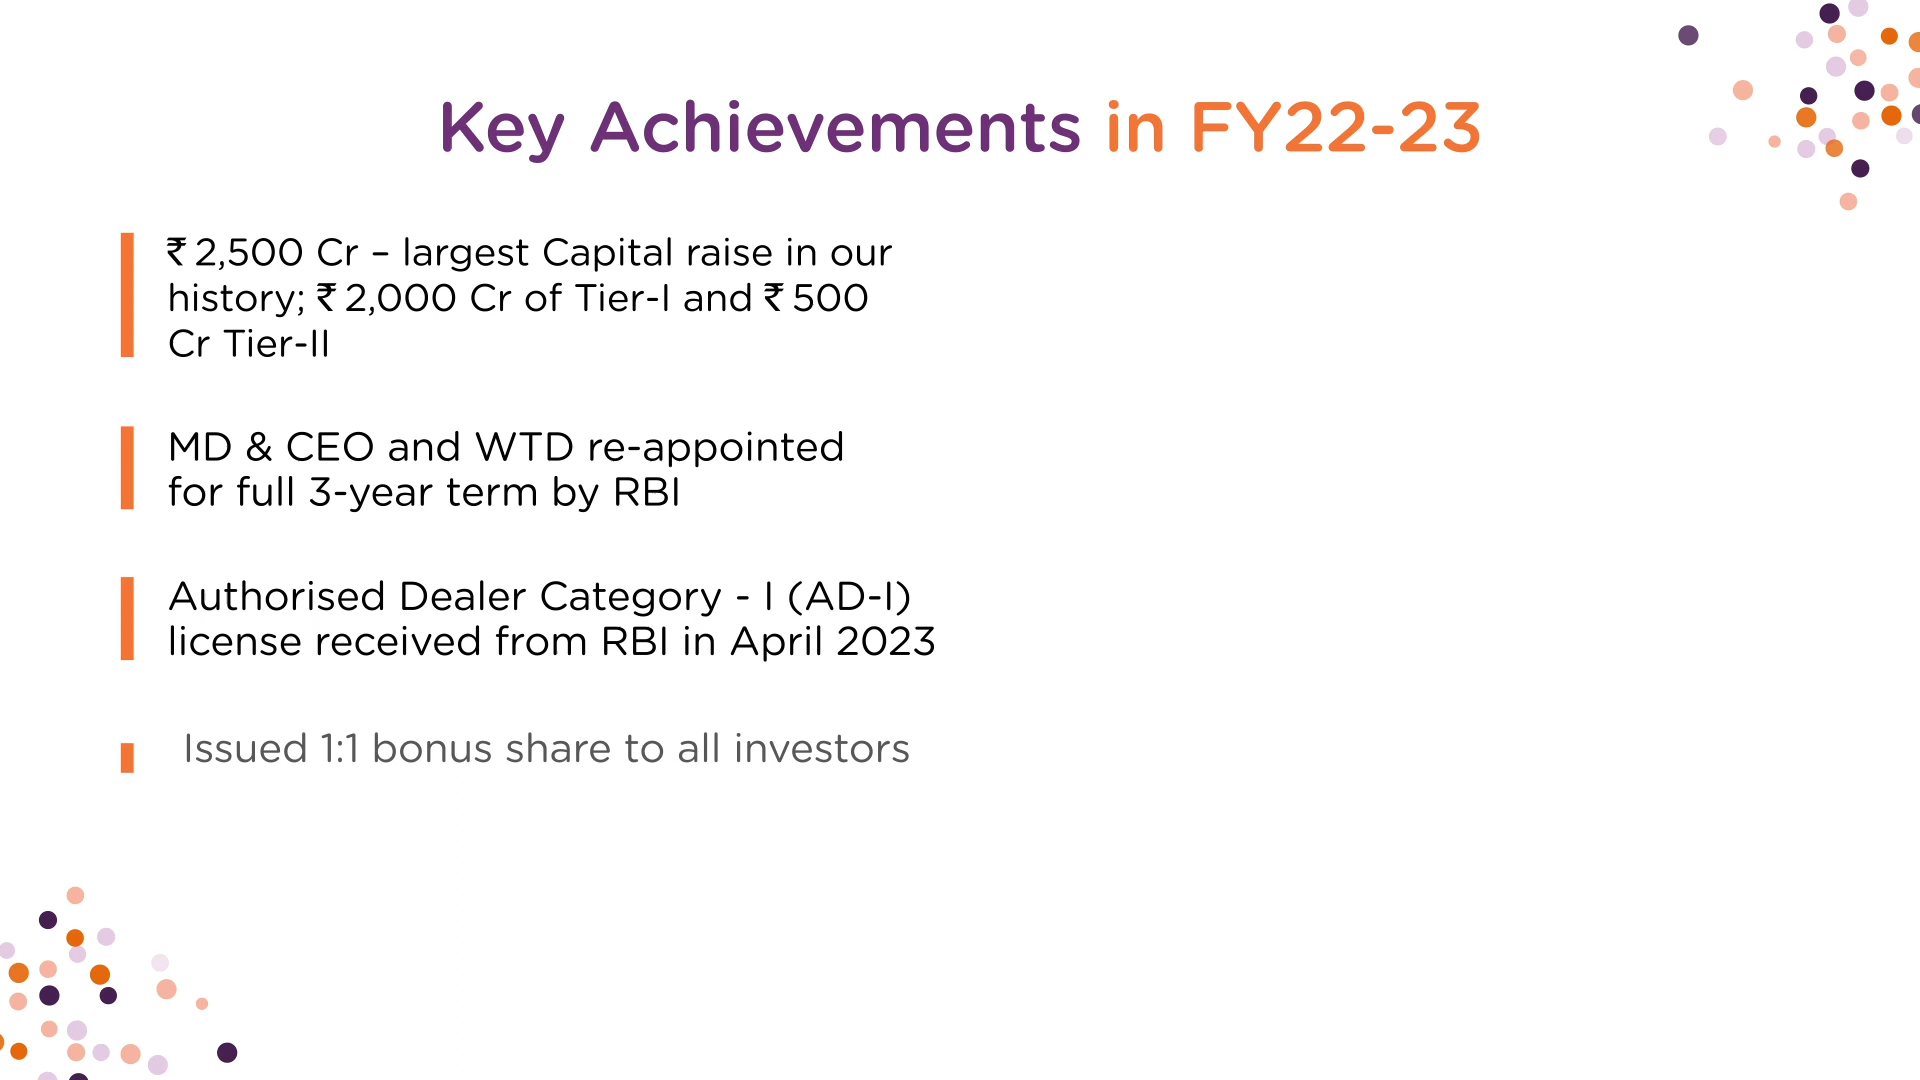 Key Achievements in FY22-23
₹ 2,500 Cr – largest Capital raise in our
history; ₹ 2,000 Cr of Tier-I and ₹ 500
Cr Tier-II
MD & CEO and WTD re-appointed
for full 3-year term by RBI
Authorised Dealer Category - I (AD-I)
license received from RBI in April 2023
Issued 1:1 bonus share to all investors